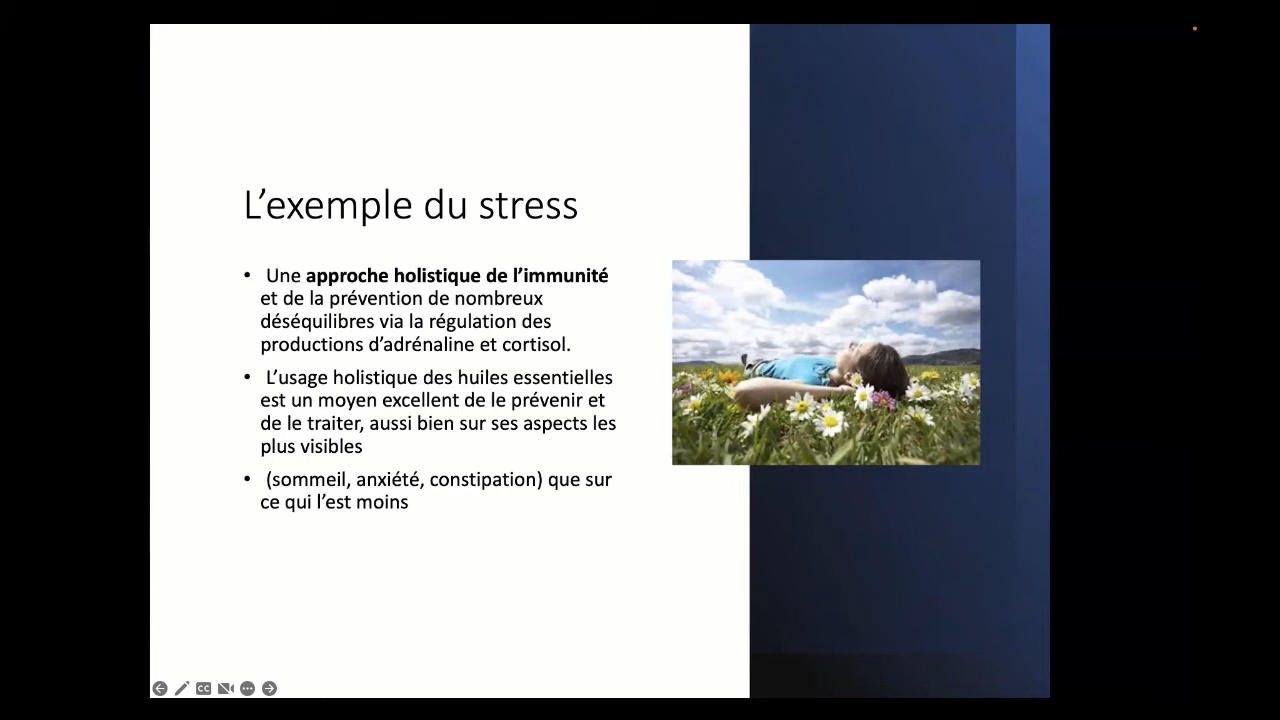 L’exemple du stress
• Une approche holistique de l’immunité
et de la prévention de nombreux
déséquilibres via la régulation des
productions d’adrénaline et cortisol.
• L’usage holistique des huiles essentielles
est un moyen excellent de le prévenir et
de le traiter, aussi bien sur ses aspects les
plus visibles
• (sommeil, anxiété, constipation) que sur
ce qui l’est moins
CC